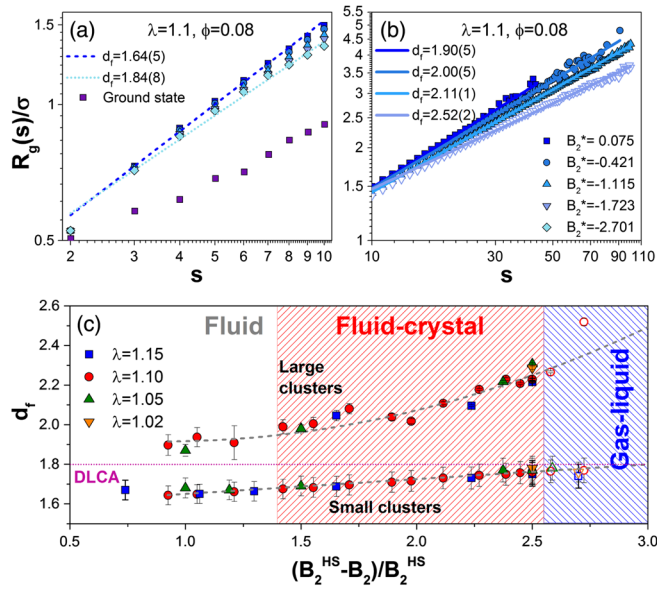 (a)
λ=1.1, ϕ=0.08
d_f=1.64(5)
d_f=1.84(8)
Ground state
R_g(s)/σ
1
0.5
2
3
4
5
6
7
8
9
10
s
(b)
λ=1.1, ϕ=0.08
d_f=1.90(5)
d_f=2.00(5)
d_f=2.11(1)
d_f=2.52(2)
B_2*= 0.075
B_2*=-0.421
B_2*=-1.115
B_2*=-1.723
B_2*=-2.701
5.5
5
4.5
4
3.5
3
2.5
2
1.5
1
10
30
50
70
90
110
s
(c)
Fluid
Fluid-crystal
Gas-liquid
λ=1.15
λ=1.10
λ=1.05
λ=1.02
Large
clusters
DLCA
Small clusters
d_f
2.6
2.4
2.2
2.0
1.8
1.6
0.5
1.0
1.5
2.0
2.5
3.0
(B_2^HS-B_2)/B_2^HS